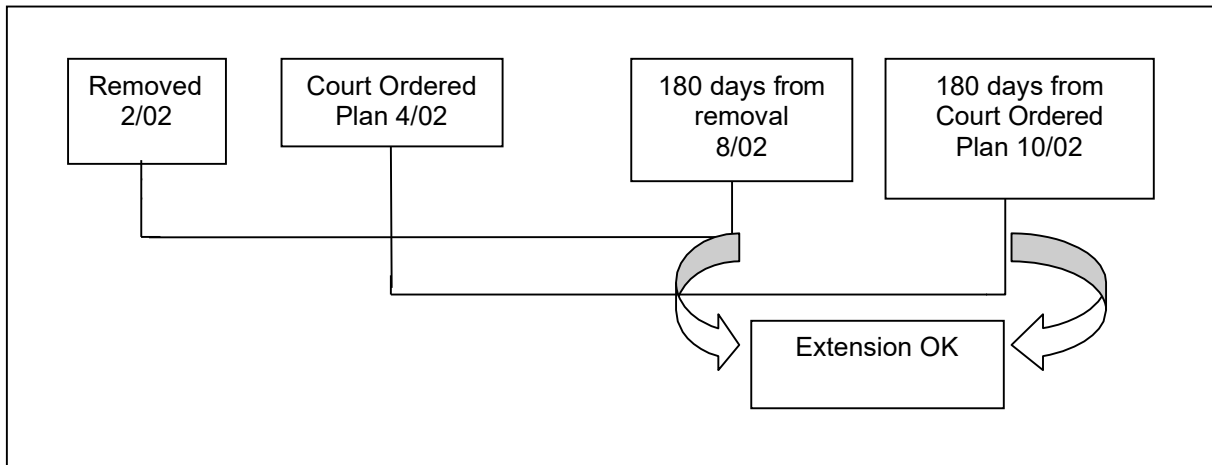 Removed
2/02
Court Ordered
Plan 4/02
180 days from
removal
8/02
180 days from
Court Ordered
Plan 10/02
Extension OK